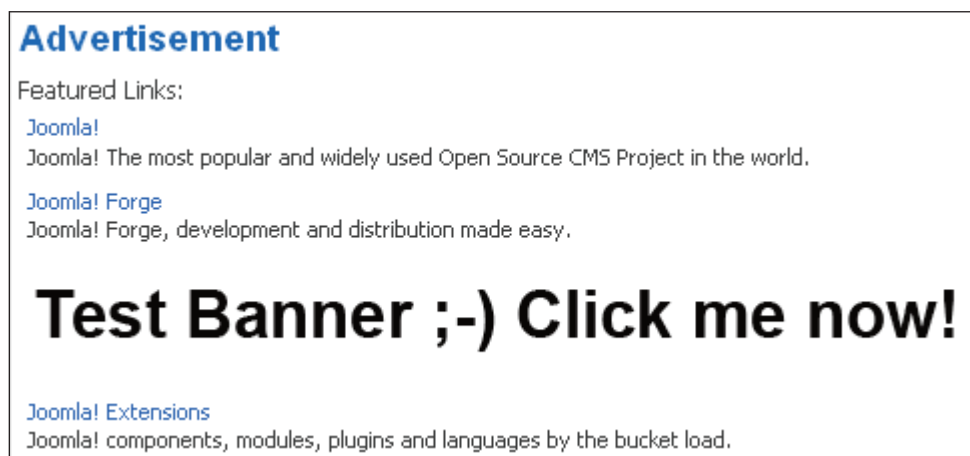 Advertisement
Featured Links:
Joomla!
Joomla! The most popular and widely used Open Source CMS Project in the world.
Joomla! Forge
Joomla! Forge, development and distribution made easy.
Test Banner ;-) Click me now!
Joomla! Extensions
Joomla! components, modules, plugins and languages by the bucket load.